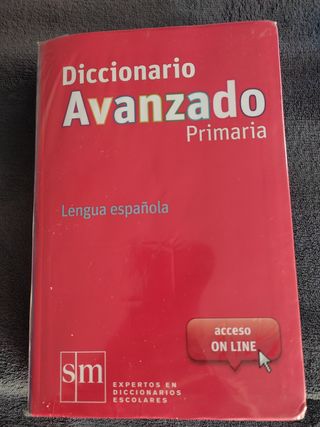 Diccionario
Avanzado
Primaria
Lengua española
acceso
ON LINE
sm
EXPERTOS EN
DICCIONARIOS
ESCOLARES